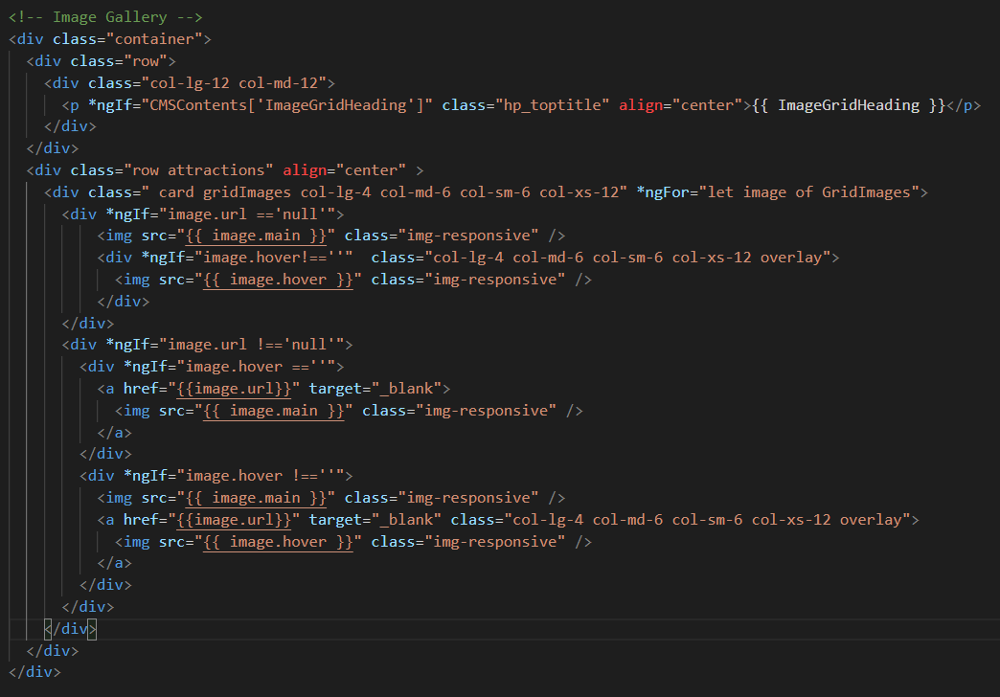 <!-- Image Gallery -->
<div class="container">
  <div class="row">
    <div class="col-lg-12 col-md-12">
      <p *ngIf="CMSContents['ImageGridHeading']" class="hp_toptitle" align="center">{{ ImageGridHeading }}</p>
    </div>
  </div>
  <div class="row attractions" align="center" >
    <div class=" card gridImages col-lg-4 col-md-6 col-sm-6 col-xs-12" *ngFor="let image of GridImages">
      <div *ngIf="image.url =='null'">
          <img src="{{ image.main }}" class="img-responsive" />
          <div *ngIf="image.hover!==''"  class="col-lg-4 col-md-6 col-sm-6 col-xs-12 overlay">
            <img src="{{ image.hover }}" class="img-responsive" />
          </div>
      </div>
      <div *ngIf="image.url !=='null'">
        <div *ngIf="image.hover ==''">
          <a href="{{image.url}}" target="_blank">
            <img src="{{ image.main }}" class="img-responsive" />
          </a>
        </div>
        <div *ngIf="image.hover !==''">
          <img src="{{ image.main }}" class="img-responsive" />
          <a href="{{image.url}}" target="_blank" class="col-lg-4 col-md-6 col-sm-6 col-xs-12 overlay">
            <img src="{{ image.hover }}" class="img-responsive" />
          </a>
        </div>
      </div>
    </div>
  </div>
</div>